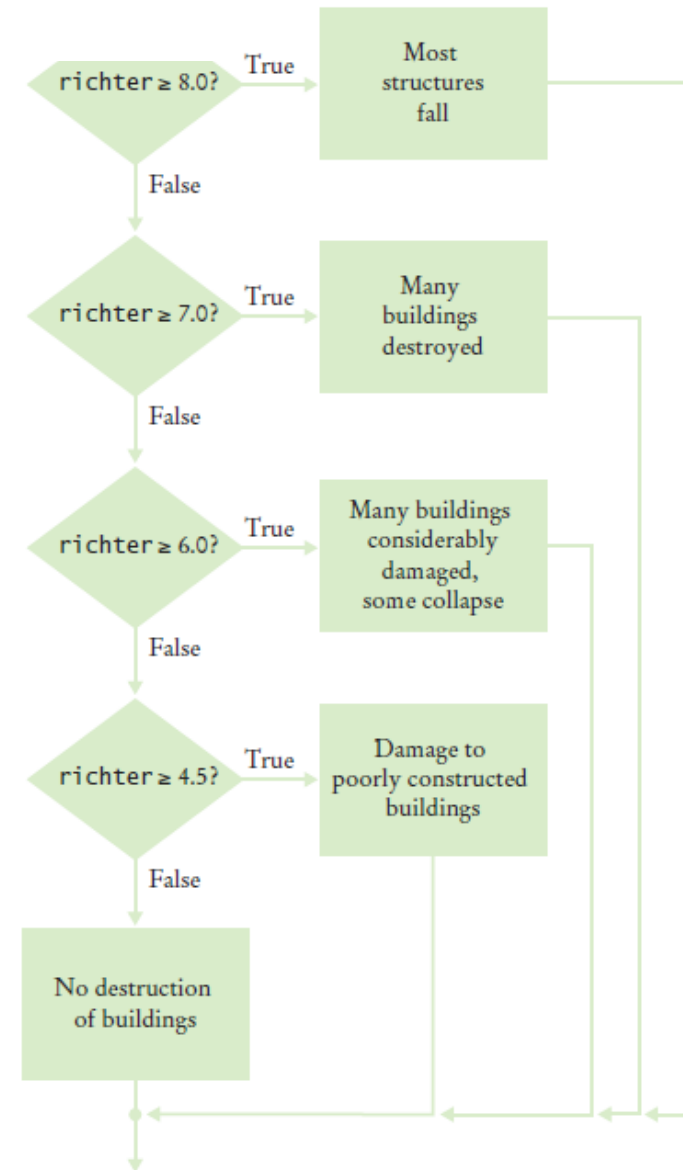 richter ≥ 8.0?
True
Most
structures
fall
False
richter ≥ 7.0?
True
Many
buildings
destroyed
False
richter ≥ 6.0?
True
Many buildings
considerably
damaged,
some collapse
False
richter ≥ 4.5?
True
Damage to
poorly constructed
buildings
False
No destruction
of buildings